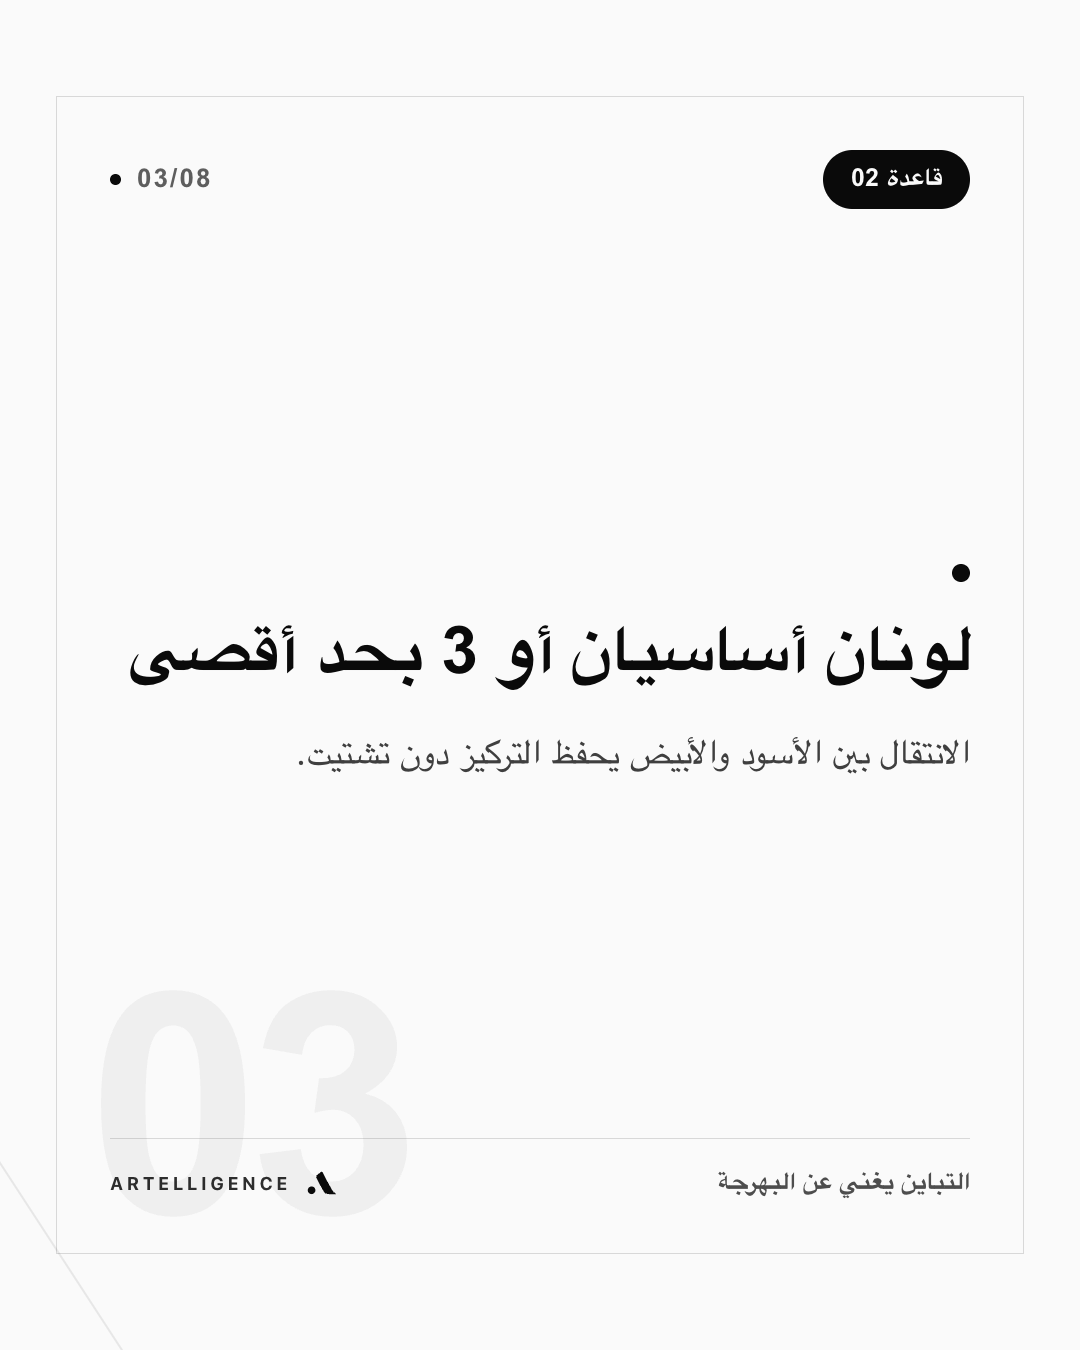 قاعدة 02
03/08
لونان أساسيان أو 3 بحد أقصى
الانتقال بين الأسود والأبيض يحفظ التركيز دون تشتيت.
03
التباين يغني عن البهرجة
ARTELLIGENCE